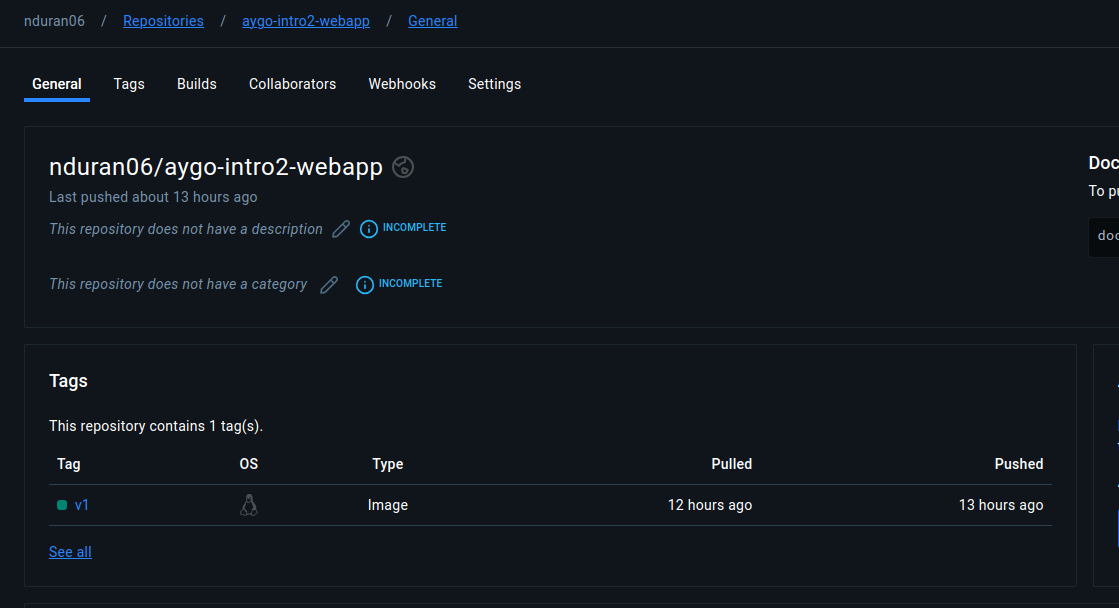 nduran06 / Repositories / aygo-intro2-webapp / General
General Tags Builds Collaborators Webhooks Settings
nduran06/aygo-intro2-webapp
Last pushed about 13 hours ago
This repository does not have a description INCOMPLETE
This repository does not have a category INCOMPLETE
Doc
To pu
doc
Tags
This repository contains 1 tag(s).
Tag OS Type Pulled Pushed
v1 Image 12 hours ago 13 hours ago
See all